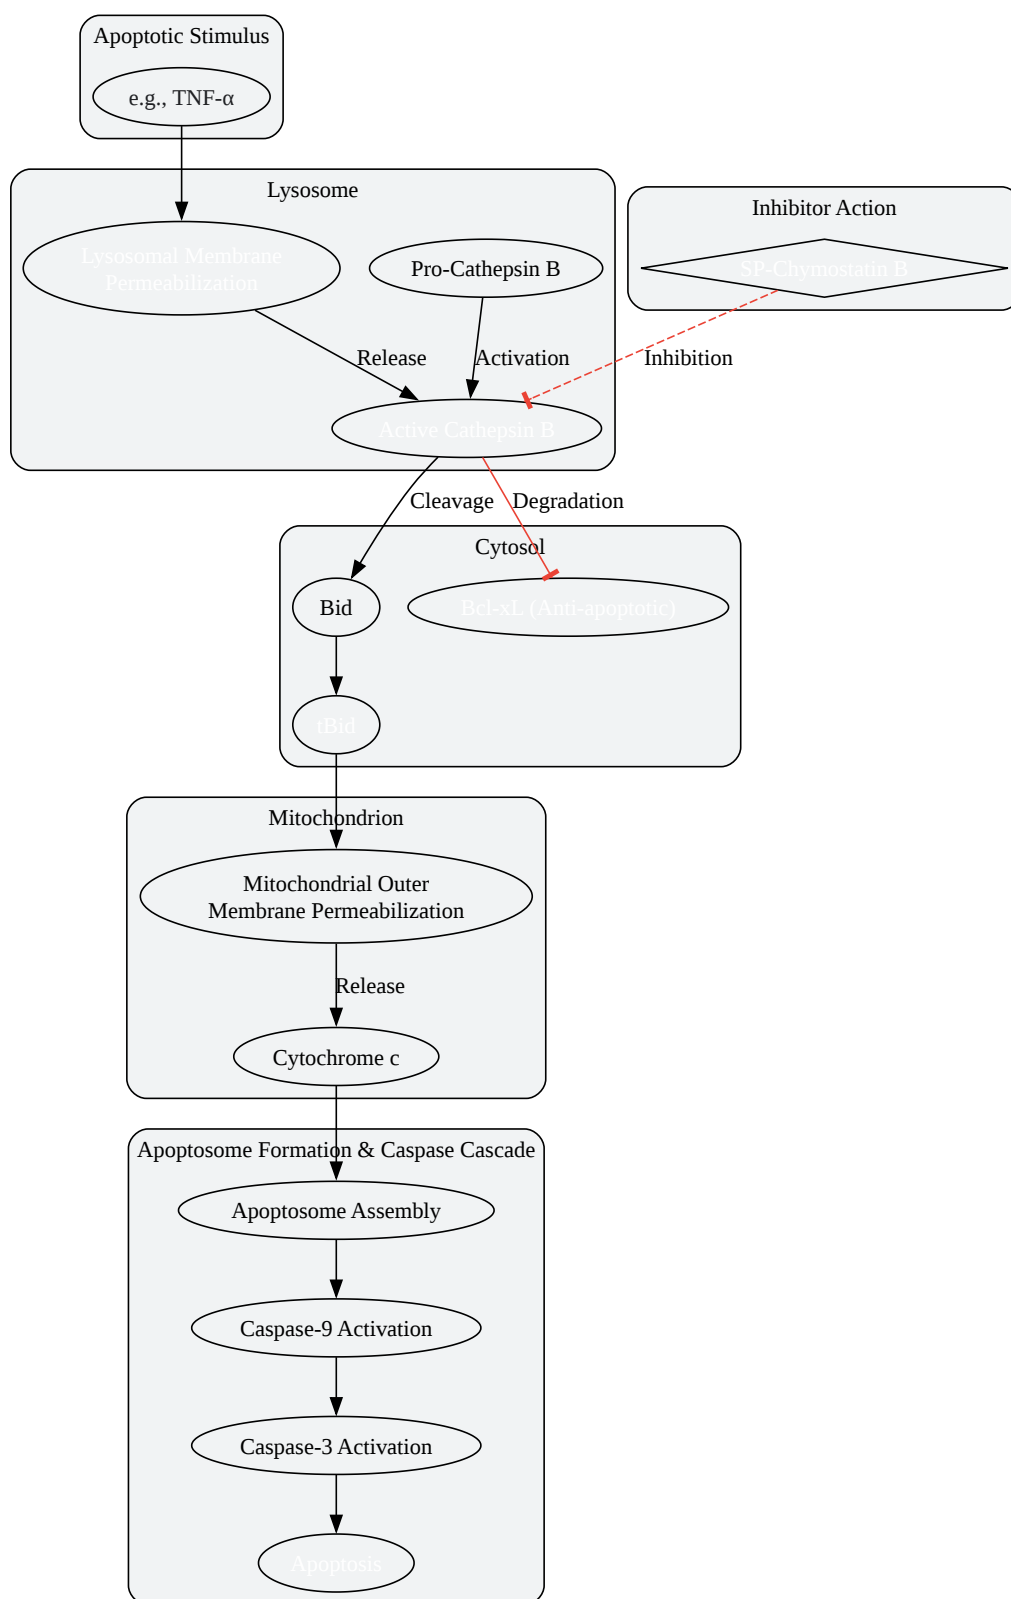 Apoptotic Stimulus
e.g., TNF-α
Lysosome
Inhibitor Action
Lysosomal Membrane
Permeabilization
Pro-Cathepsin B
SP-Chymostatin B
Release
Activation
Inhibition
Active Cathepsin B
Cleavage
Degradation
Cytosol
Bid
Bcl-xL (Anti-apoptotic)
tBid
Mitochondrion
Mitochondrial Outer
Membrane Permeabilization
Release
Cytochrome c
Apoptosome Formation & Caspase Cascade
Apoptosome Assembly
Caspase-9 Activation
Caspase-3 Activation
Apoptosis